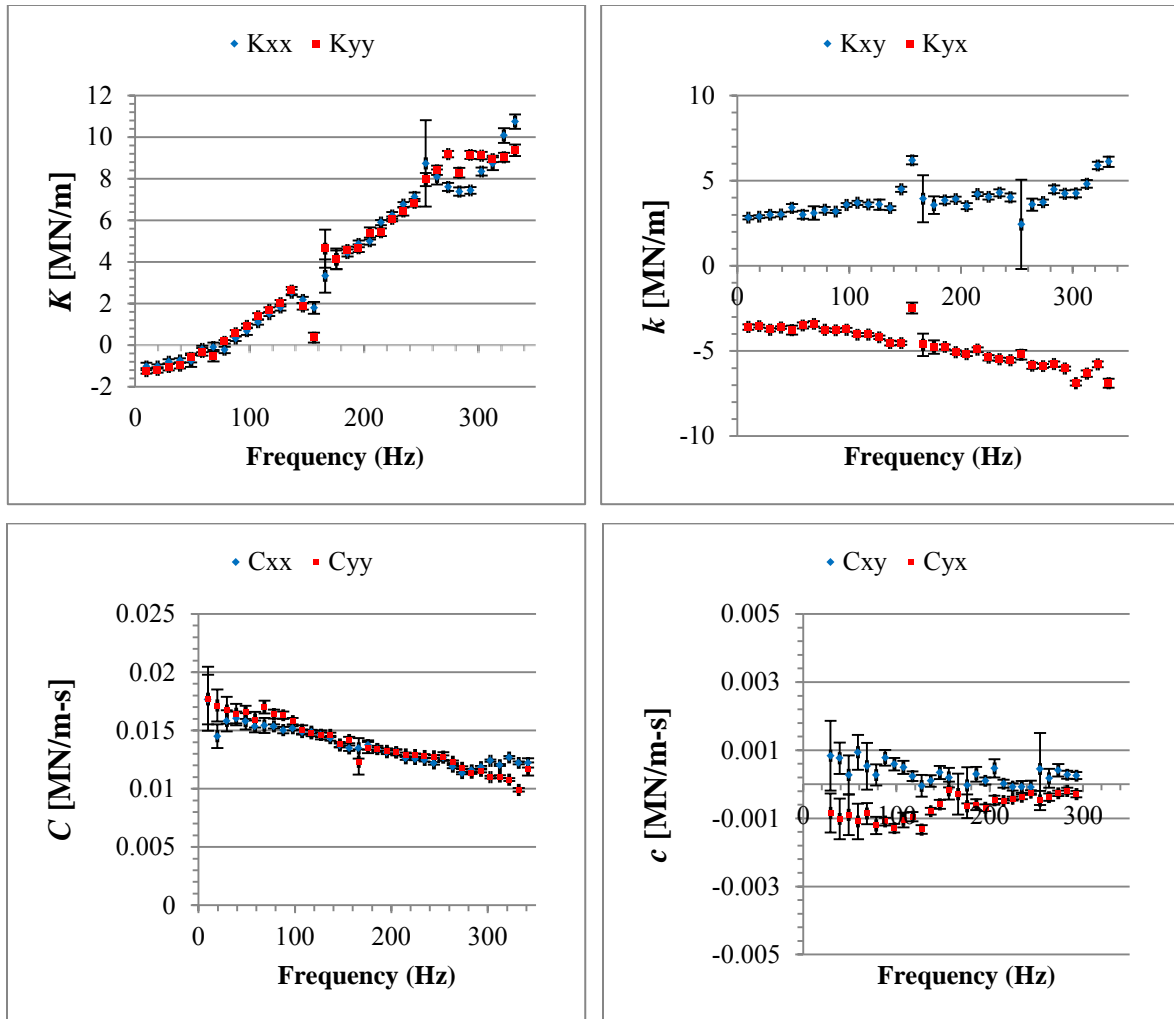 Kxx Kyy
12
10
8
6
4
2
0
-2
0 100 200 300
K [MN/m]
Frequency (Hz)
Kxy Kyx
10
5
0
-5
-10
0 100 200 300
k [MN/m]
Frequency (Hz)
Cxx Cyy
0.025
0.02
0.015
0.01
0.005
0
0 100 200 300
C [MN/m-s]
Frequency (Hz)
Cxy Cyx
0.005
0.003
0.001
-0.001
-0.003
-0.005
0 100 200 300
c [MN/m-s]
Frequency (Hz)